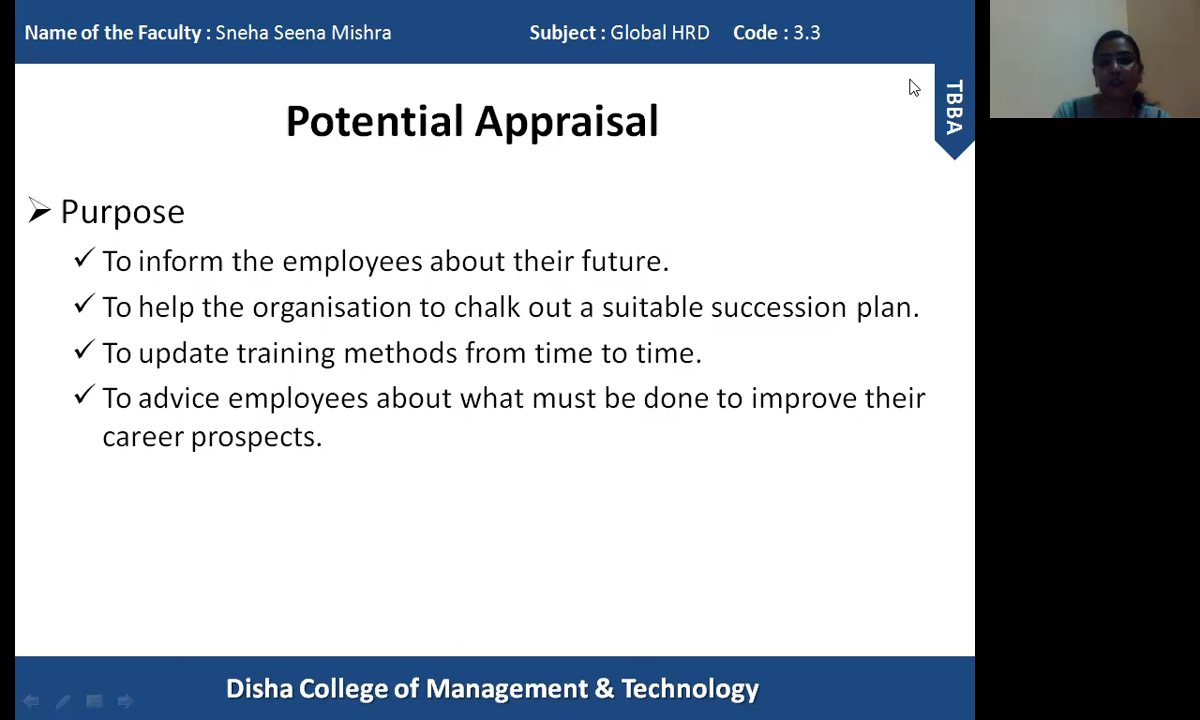 Name of the Faculty : Sneha Seena Mishra Subject : Global HRD Code : 3.3
TBBA
Potential Appraisal
Purpose
To inform the employees about their future.
To help the organisation to chalk out a suitable succession plan.
To update training methods from time to time.
To advice employees about what must be done to improve their
career prospects.
Disha College of Management & Technology